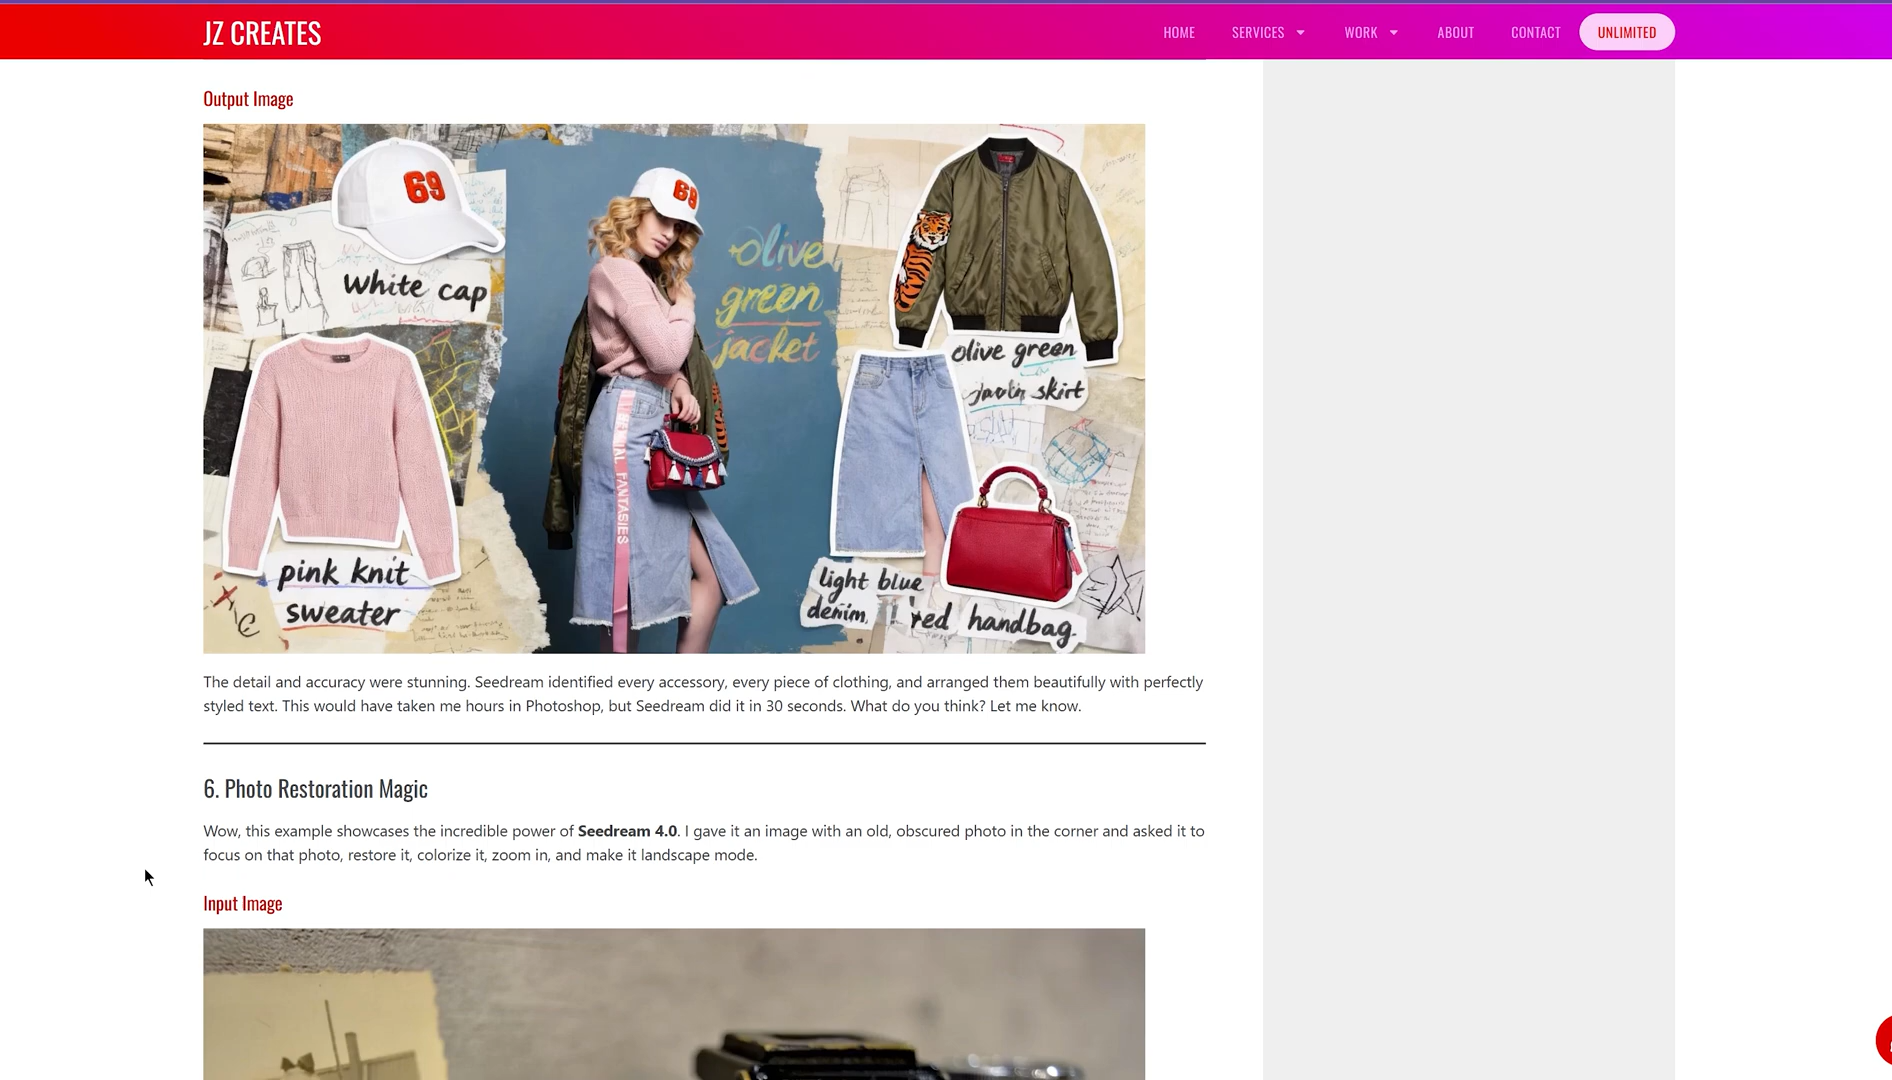 JZ CREATES
HOME
SERVICES
WORK
ABOUT
CONTACT
UNLIMITED
Output Image
69
white cap
69
olive
green
jacket
olive green
skirt
pink knit
sweater
FANTASIES
light blue
denim,
red handbag.
The detail and accuracy were stunning. Seedream identified every accessory, every piece of clothing, and arranged them beautifully with perfectly
styled text. This would have taken me hours in Photoshop, but Seedream did it in 30 seconds. What do you think? Let me know.
6. Photo Restoration Magic
Wow, this example showcases the incredible power of Seedream 4.0. I gave it an image with an old, obscured photo in the corner and asked it to
focus on that photo, restore it, colorize it, zoom in, and make it landscape mode.
Input Image